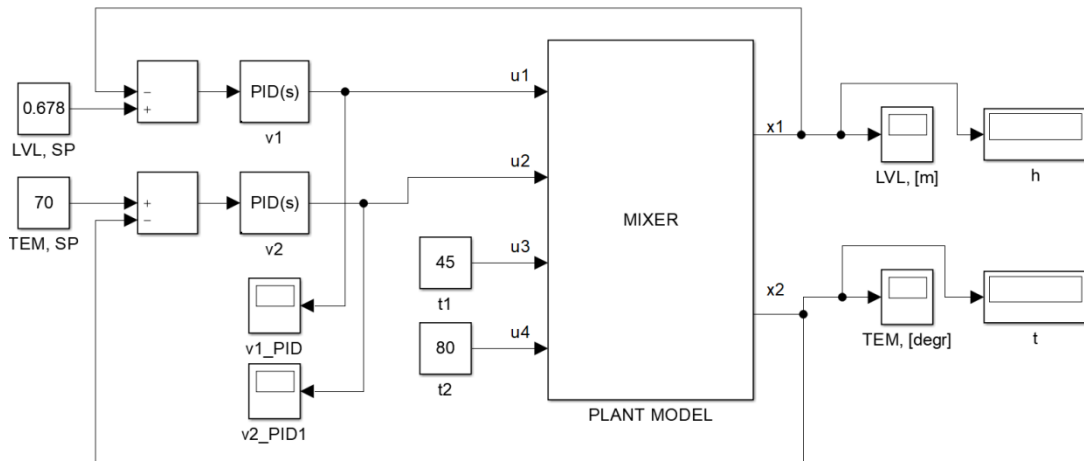 u1
−
+
PID(s)
0.678
v1
LVL, SP
x1
LVL, [m]
h
u2
+
−
PID(s)
70
v2
TEM, SP
MIXER
u3
45
t1
x2
v1_PID
TEM, [degr]
t
u4
80
t2
v2_PID1
PLANT MODEL